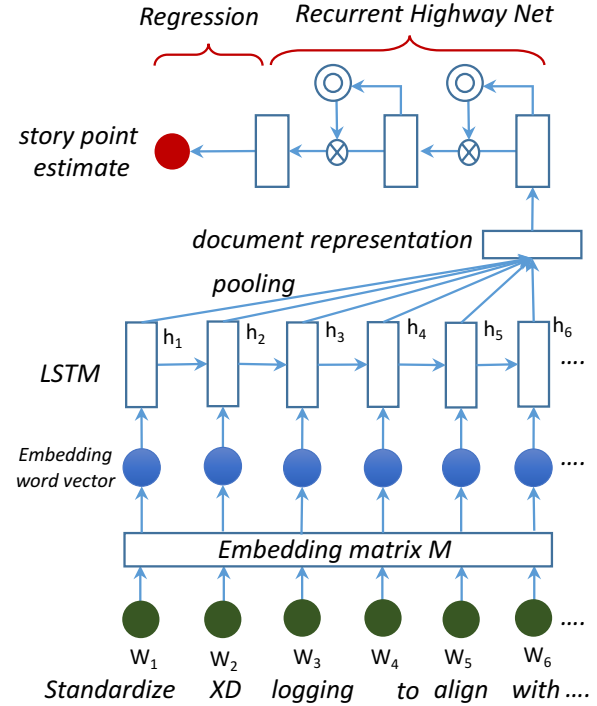 Regression Recurrent Highway Net
story point
estimate
document representation
pooling
h1 h2 h3 h4 h5 h6
LSTM ....
Embedding
word vector ....
Embedding matrix M
....
W1 W2 W3 W4 W5 W6
Standardize XD logging to align with ....